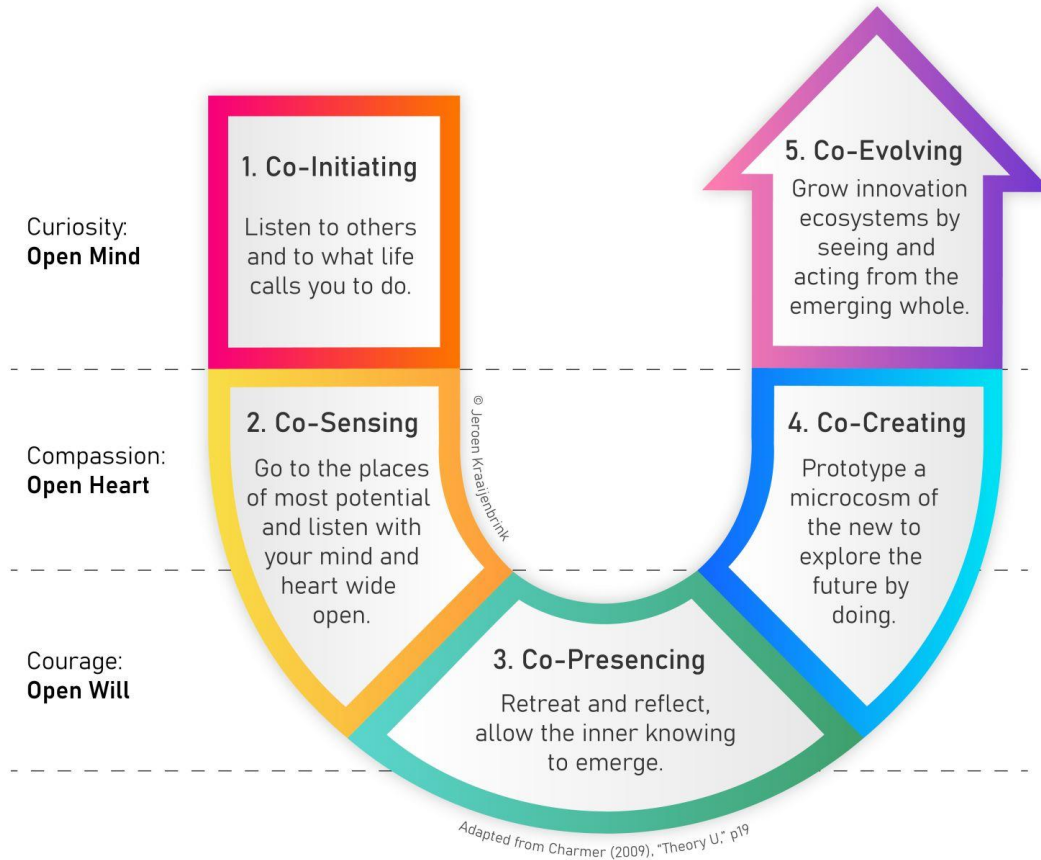 Curiosity:
Open Mind
1. Co-Initiating
Listen to others
and to what life
calls you to do.
5. Co-Evolving
Grow innovation
ecosystems by
seeing and
acting from the
emerging whole.
Compassion:
Open Heart
2. Co-Sensing
Go to the places
of most potential
and listen with
your mind and
heart wide
open.
© Jeroen Kraaijenbrink
4. Co-Creating
Prototype a
microcosm of
the new to
explore the
future by
doing.
Courage:
Open Will
3. Co-Presencing
Retreat and reflect,
allow the inner knowing
to emerge.
Adapted from Charmer (2009), "Theory U," p19